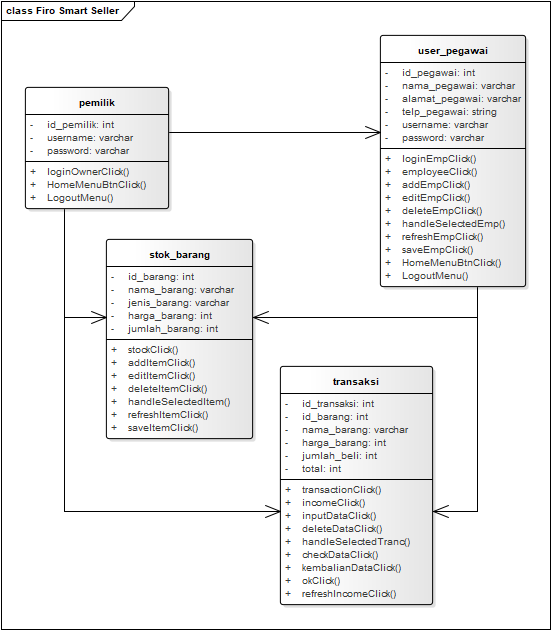 class Firo Smart Seller
pemilik
- id_pemilik: int
- username: varchar
- password: varchar
+ loginOwnerClick()
+ HomeMenuBtnClick()
+ LogoutMenu()
user_pegawai
- id_pegawai: int
- nama_pegawai: varchar
- alamat_pegawai: varchar
- telp_pegawai: string
- username: varchar
- password: varchar
+ loginEmpClick()
+ employeeClick()
+ addEmpClick()
+ editEmpClick()
+ deleteEmpClick()
+ handleSelectedEmp()
+ refreshEmpClick()
+ saveEmpClick()
+ HomeMenuBtnClick()
+ LogoutMenu()
stok_barang
- id_barang: int
- nama_barang: varchar
- jenis_barang: varchar
- harga_barang: int
- jumlah_barang: int
+ stockClick()
+ addItemClick()
+ editItemClick()
+ deleteItemClick()
+ handleSelectedItem()
+ refreshItemClick()
+ saveItemClick()
transaksi
- id_transaksi: int
- id_barang: int
- nama_barang: varchar
- harga_barang: int
- jumlah_beli: int
- total: int
+ transactionClick()
+ incomeClick()
+ inputDataClick()
+ deleteDataClick()
+ handleSelectedTranc()
+ checkDataClick()
+ kembalianDataClick()
+ okClick()
+ refreshIncomeClick()